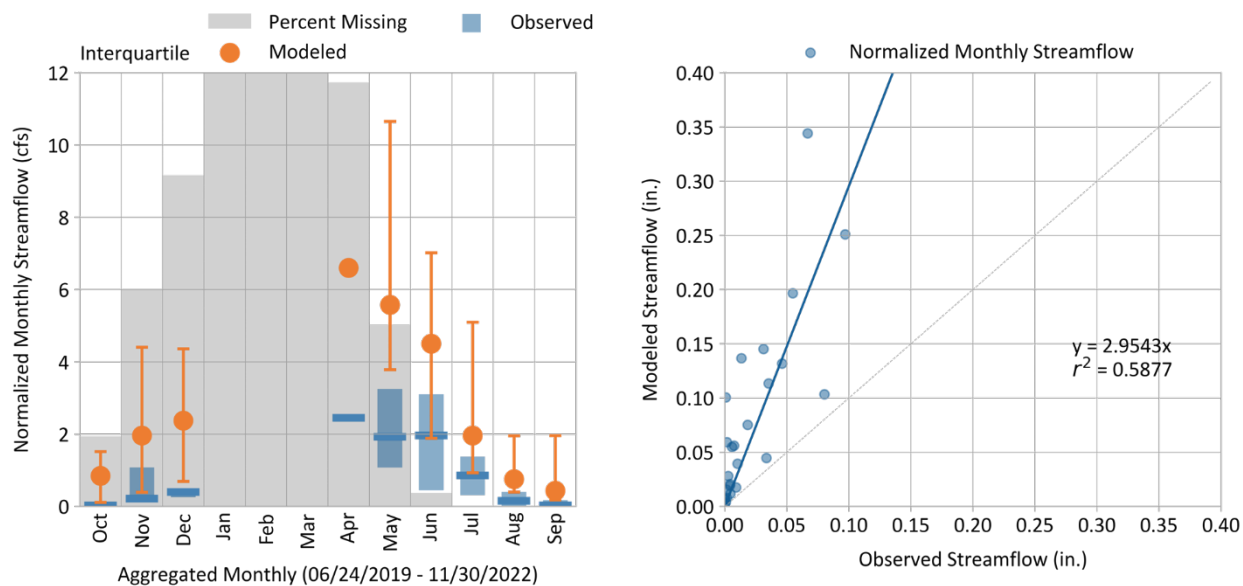 Percent Missing
Observed
Interquartile
Modeled
Normalized Monthly Streamflow (cfs)
12
10
8
6
4
2
0
Oct
Nov
Dec
Jan
Feb
Mar
Apr
May
Jun
Jul
Aug
Sep
Aggregated Monthly (06/24/2019 - 11/30/2022)
Normalized Monthly Streamflow
Modeled Streamflow (in.)
0.40
0.35
0.30
0.25
0.20
0.15
0.10
0.05
0.00
y = 2.9543x
r² = 0.5877
0.00 0.05 0.10 0.15 0.20 0.25 0.30 0.35 0.40
Observed Streamflow (in.)